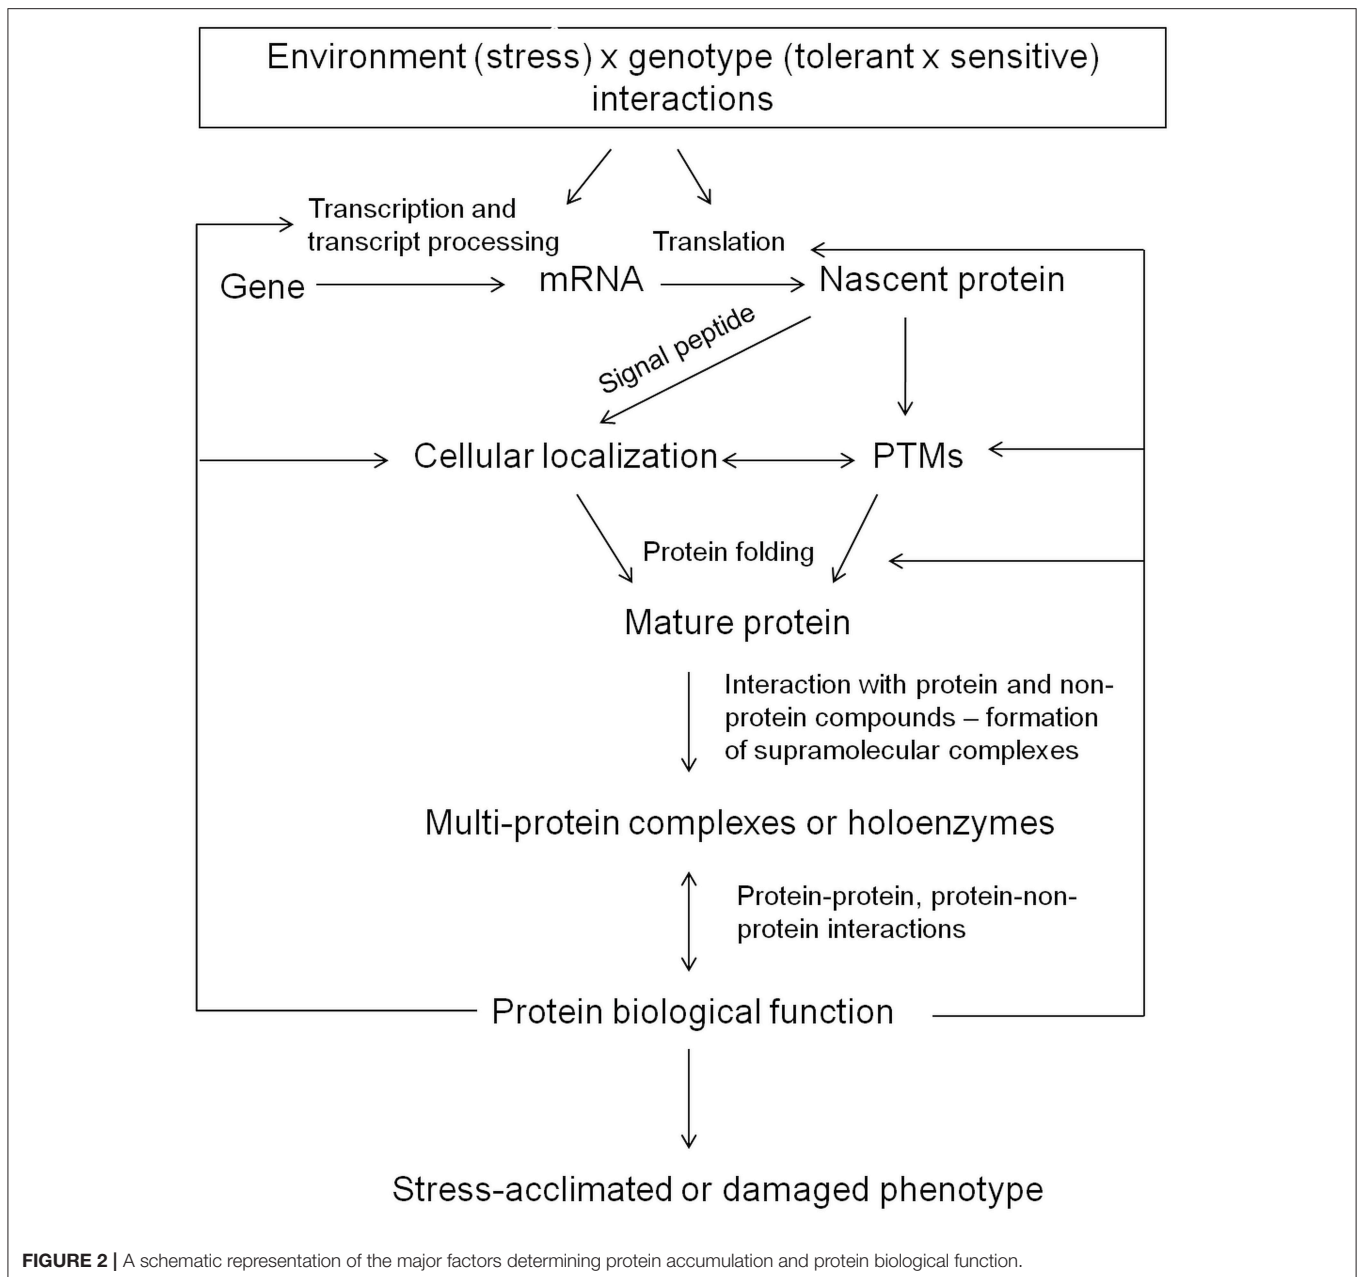 Environment (stress) x genotype (tolerant x sensitive)
interactions
Transcription and
transcript processing
Translation
Gene
mRNA
Nascent protein
Signal peptide
Cellular localization
PTMs
Protein folding
Mature protein
Interaction with protein and non-
protein compounds – formation
of supramolecular complexes
Multi-protein complexes or holoenzymes
Protein-protein, protein-non-
protein interactions
Protein biological function
Stress-acclimated or damaged phenotype
FIGURE 2 | A schematic representation of the major factors determining protein accumulation and protein biological function.